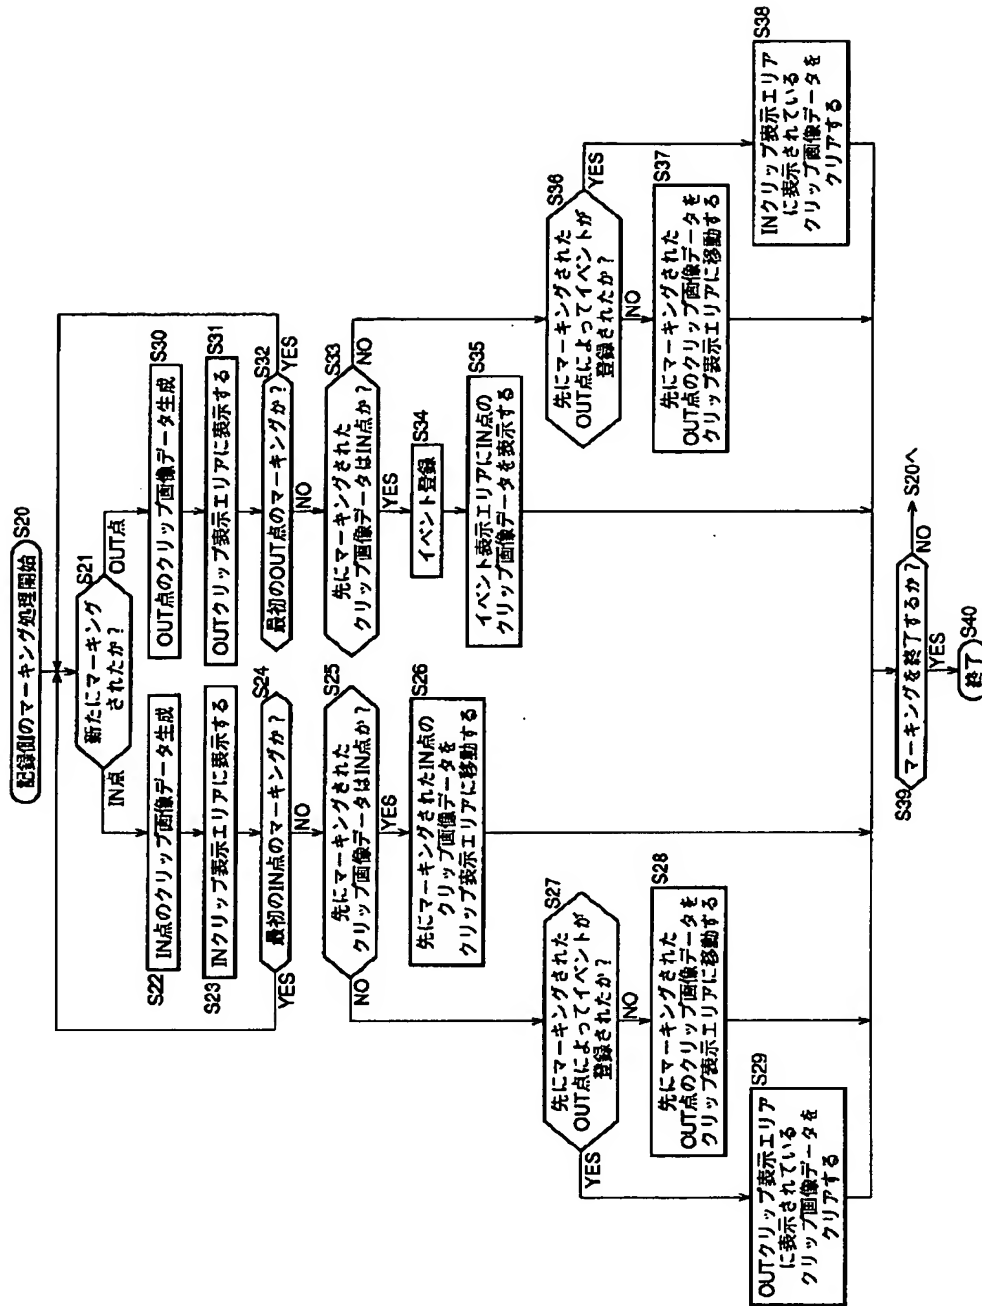 記録側のマーキング処理開始 S20
S21
新たにマーキング
されたか?
IN点
OUT点
S22
IN点のクリップ画像データ生成
S23
INクリップ表示エリアに表示する
S24
最初のIN点のマーキングか?
YES
NO
S25
先にマーキングされた
クリップ画像データはIN点か?
NO
YES
S26
先にマーキングされたIN点の
クリップ画像データを
クリップ表示エリアに移動する
S27
先にマーキングされた
OUT点によってイベントが
登録されたか?
YES
NO
S28
先にマーキングされた
OUT点のクリップ画像データを
クリップ表示エリアに移動する
S29
OUTクリップ表示エリア
に表示されている
クリップ画像データを
クリアする
S30
OUT点のクリップ画像データ生成
S31
OUTクリップ表示エリアに表示する
S32
最初のOUT点のマーキングか?
YES
NO
S33
先にマーキングされた
クリップ画像データはIN点か?
NO
YES
S34
イベント登録
S35
イベント表示エリアにIN点の
クリップ画像データを表示する
S36
先にマーキングされた
OUT点によってイベントが
登録されたか?
YES
NO
S37
先にマーキングされた
OUT点のクリップ画像データを
クリップ表示エリアに移動する
S38
INクリップ表示エリア
に表示されている
クリップ画像データを
クリアする
S39
マーキングを終了するか?
NO
S20へ
YES
終了 S40